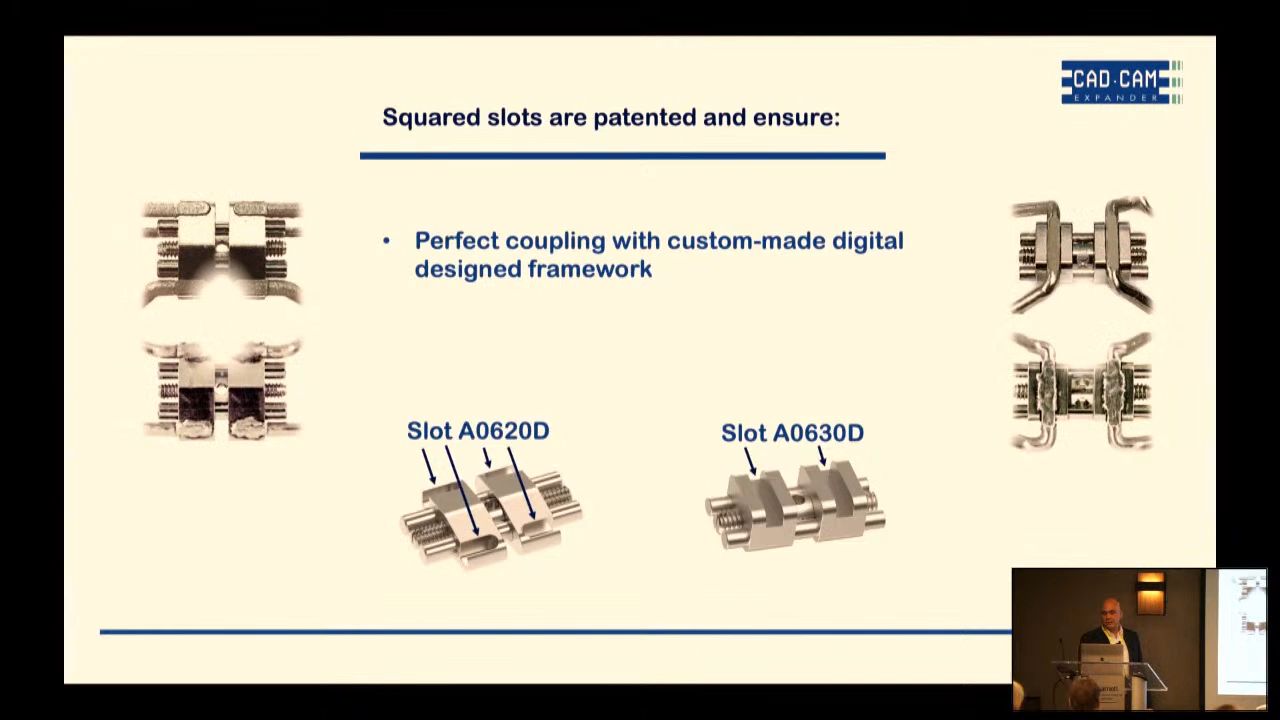 CAD·CAM
EXPANDER
Squared slots are patented and ensure:
• Perfect coupling with custom-made digital
designed framework
Slot A0620D
Slot A0630D